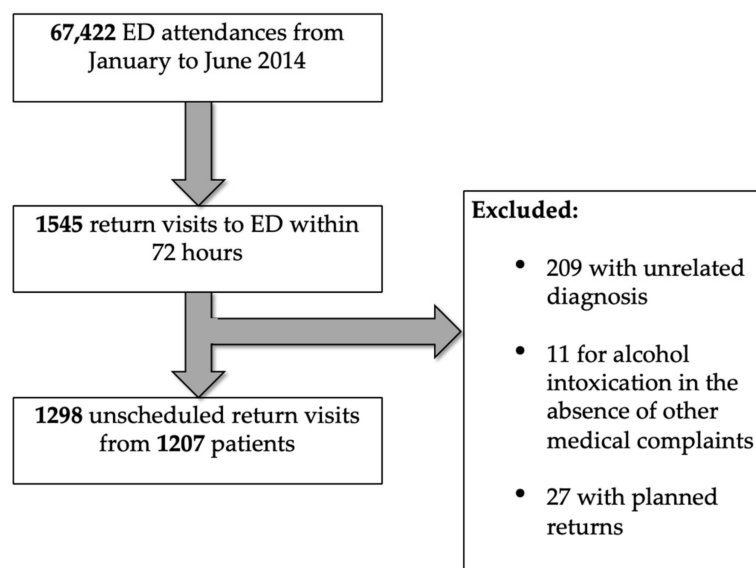 67,422 ED attendances from
January to June 2014
1545 return visits to ED within
72 hours
Excluded:
• 209 with unrelated
diagnosis
• 11 for alcohol
intoxication in the
absence of other
medical complaints
• 27 with planned
returns
1298 unscheduled return visits
from 1207 patients